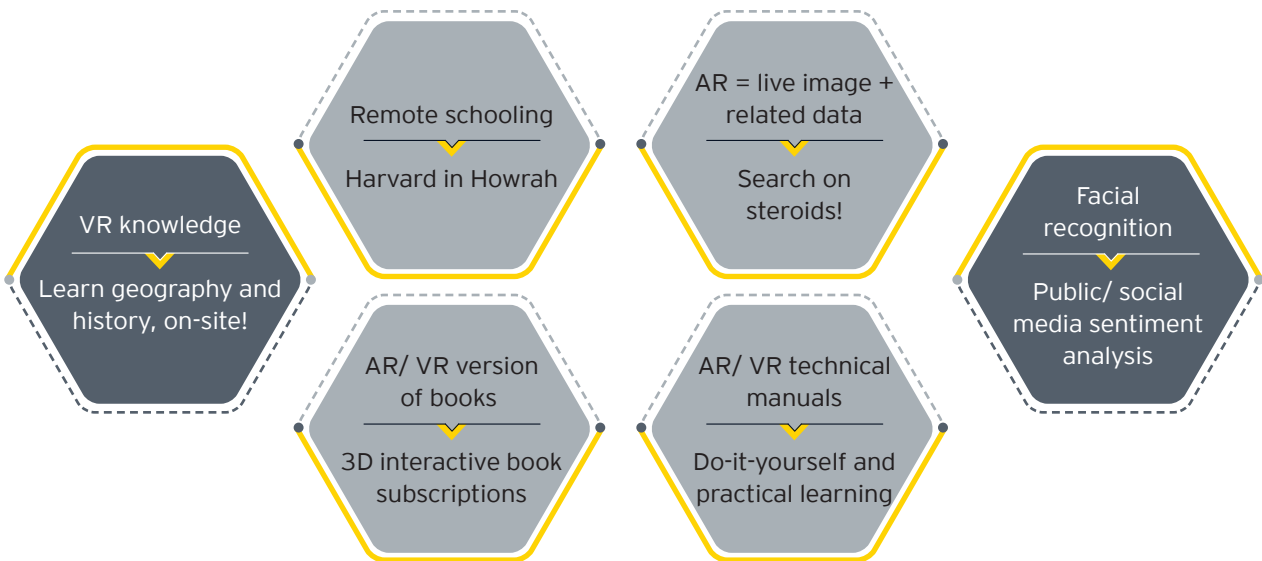 VR knowledge
Learn geography and
history, on-site!
Remote schooling
Harvard in Howrah
AR = live image +
related data
Search on
steroids!
AR/ VR version
of books
3D interactive book
subscriptions
AR/ VR technical
manuals
Do-it-yourself and
practical learning
Facial
recognition
Public/ social
media sentiment
analysis